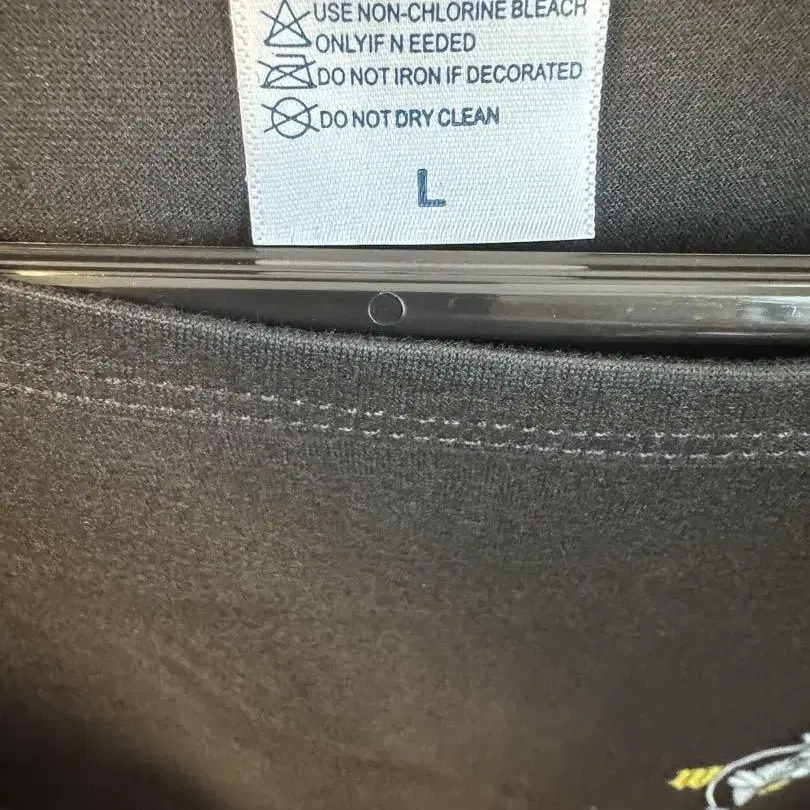 USE NON-CHLORINE BLEACH
ONLYIF N EEDED
DO NOT IRON IF DECORATED
DO NOT DRY CLEAN
L